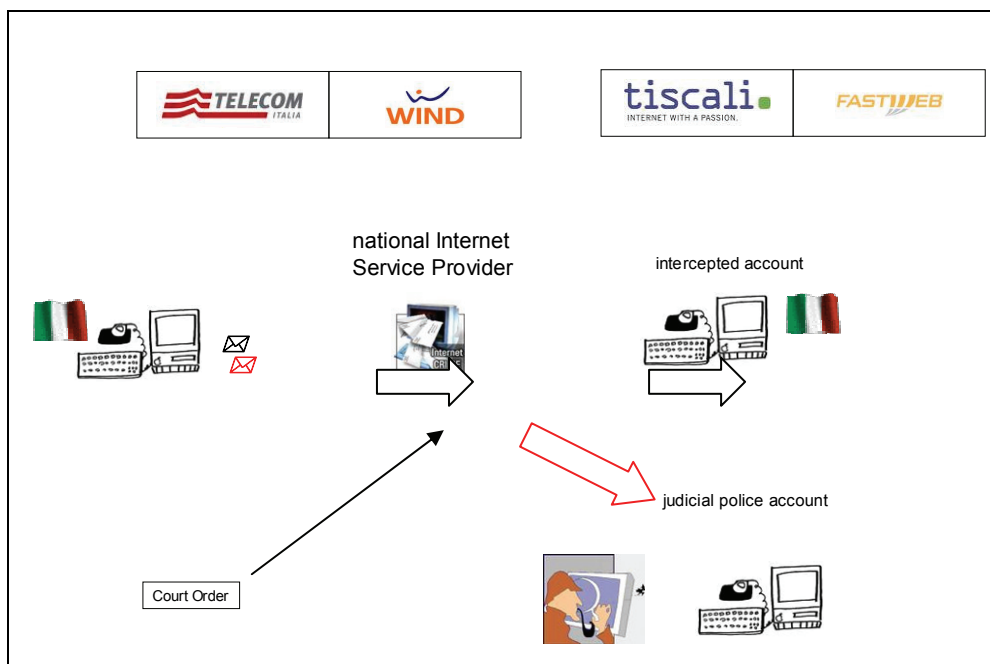 TELECOM
ITALIA
WIND
tiscali.
INTERNET WITH A PASSION.
FASTWEB
national Internet
Service Provider
intercepted account
Internet
judicial police account
Court Order